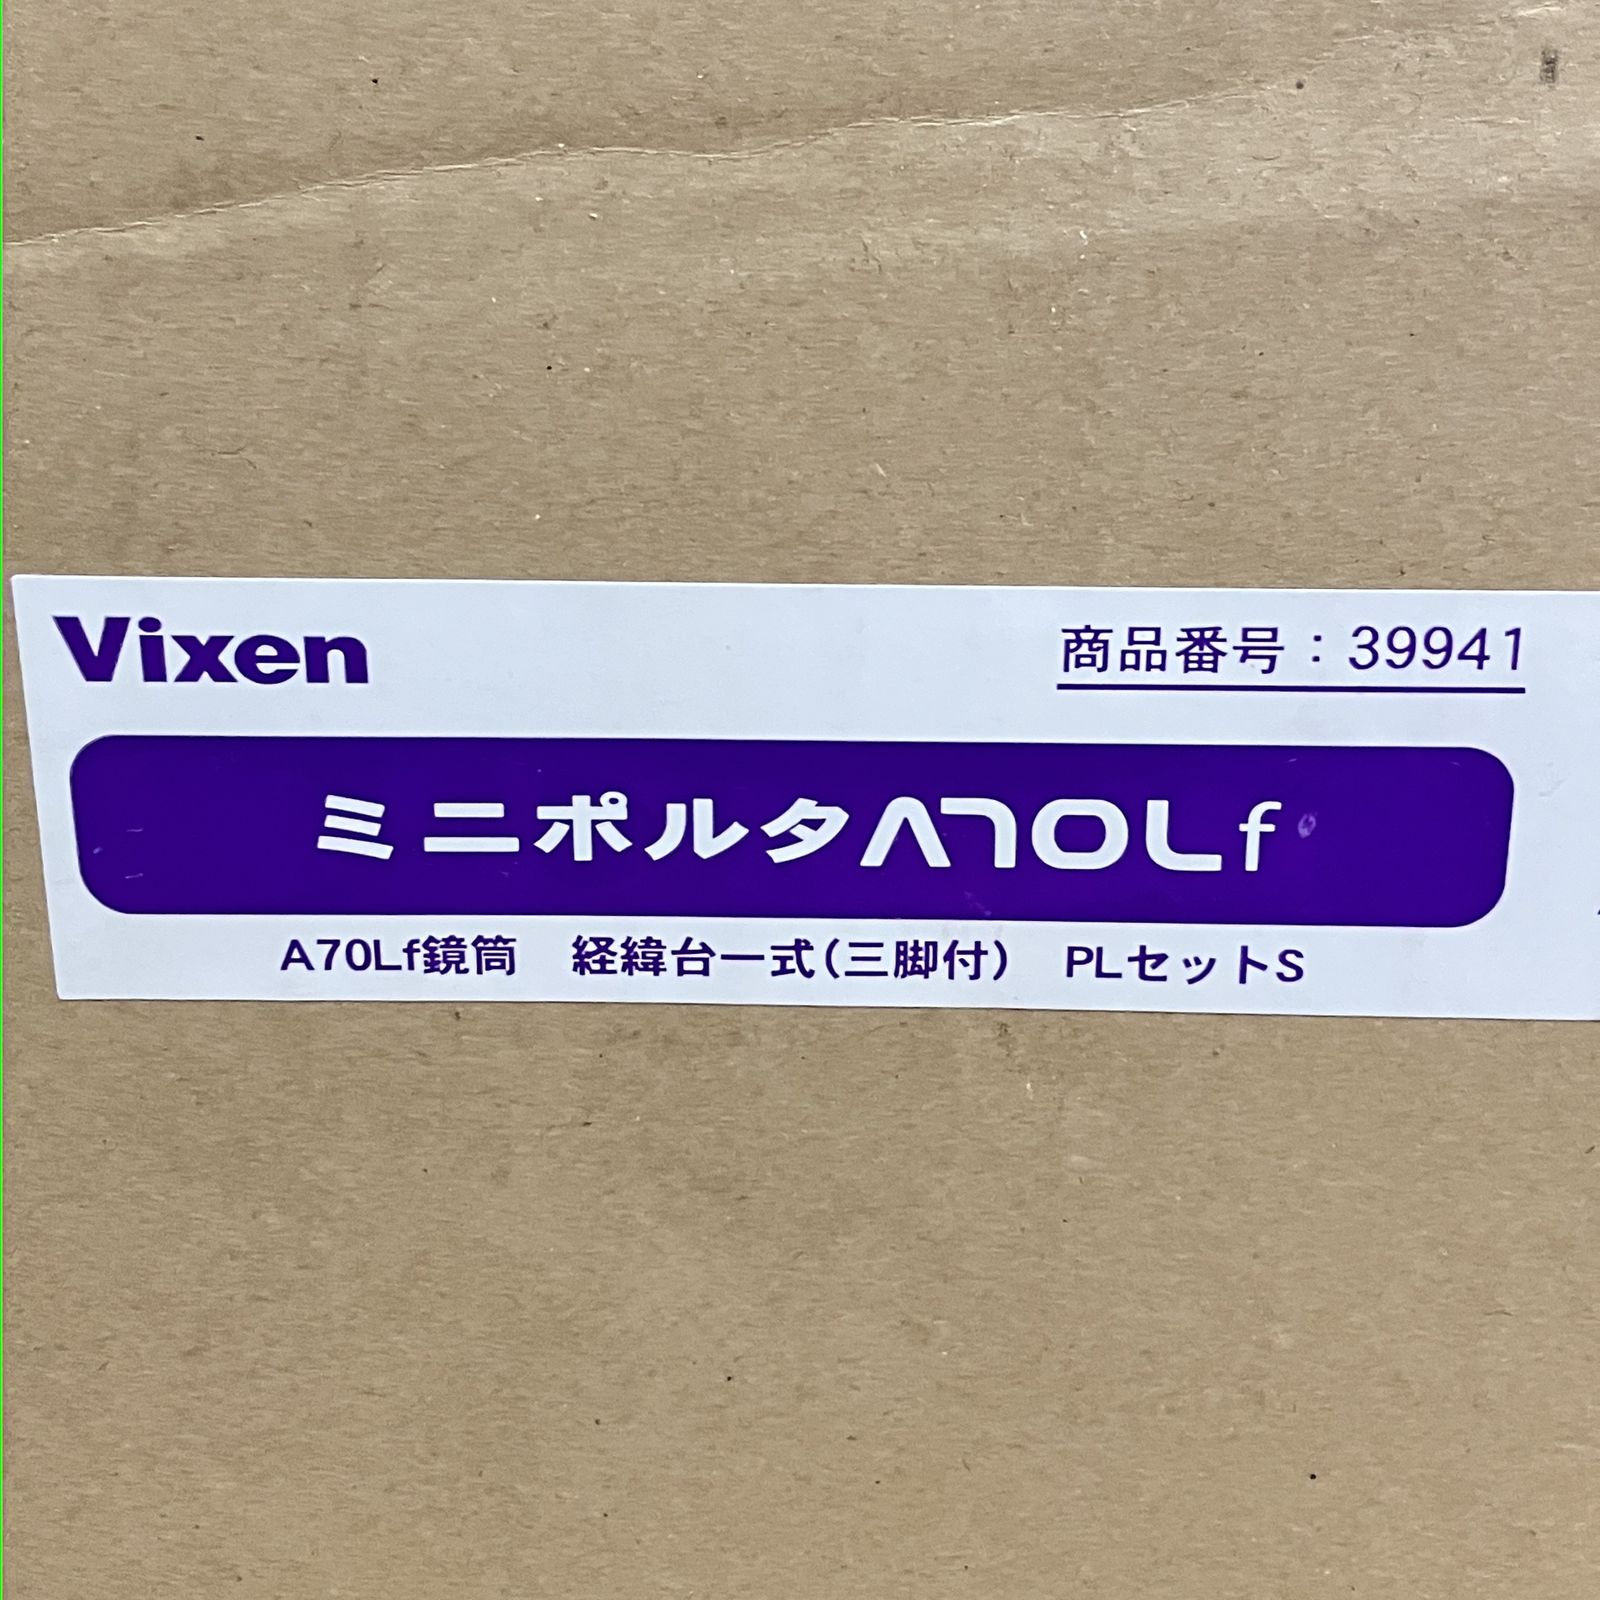 Vixen
商品番号：39941
ミニポルタA70Lf
A70Lf鏡筒　経緯台一式(三脚付)　PLセットS